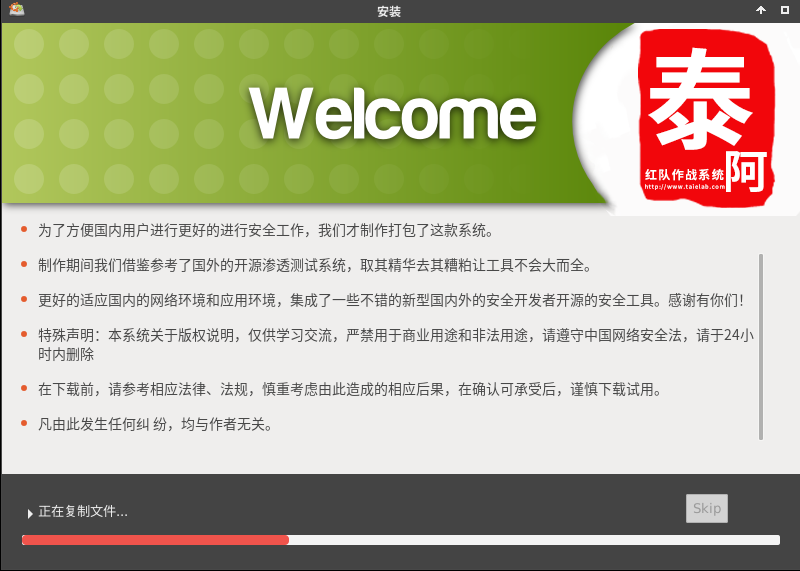 安装
Welcome
泰
阿
红队作战系统
http://www.taielab.com
为了方便国内用户进行更好的进行安全工作，我们才制作打包了这款系统。
制作期间我们借鉴参考了国外的开源渗透测试系统，取其精华去其糟粕让工具不会大而全。
更好的适应国内的网络环境和应用环境，集成了一些不错的新型国内外的安全开发者开源的安全工具。感谢有你们！
特殊声明：本系统关于版权说明，仅供学习交流，严禁用于商业用途和非法用途，请遵守中国网络安全法，请于24小
时内删除
在下载前，请参考相应法律、法规，慎重考虑由此造成的相应后果，在确认可承受后，谨慎下载试用。
凡由此发生任何纠 纷，均与作者无关。
正在复制文件...
Skip